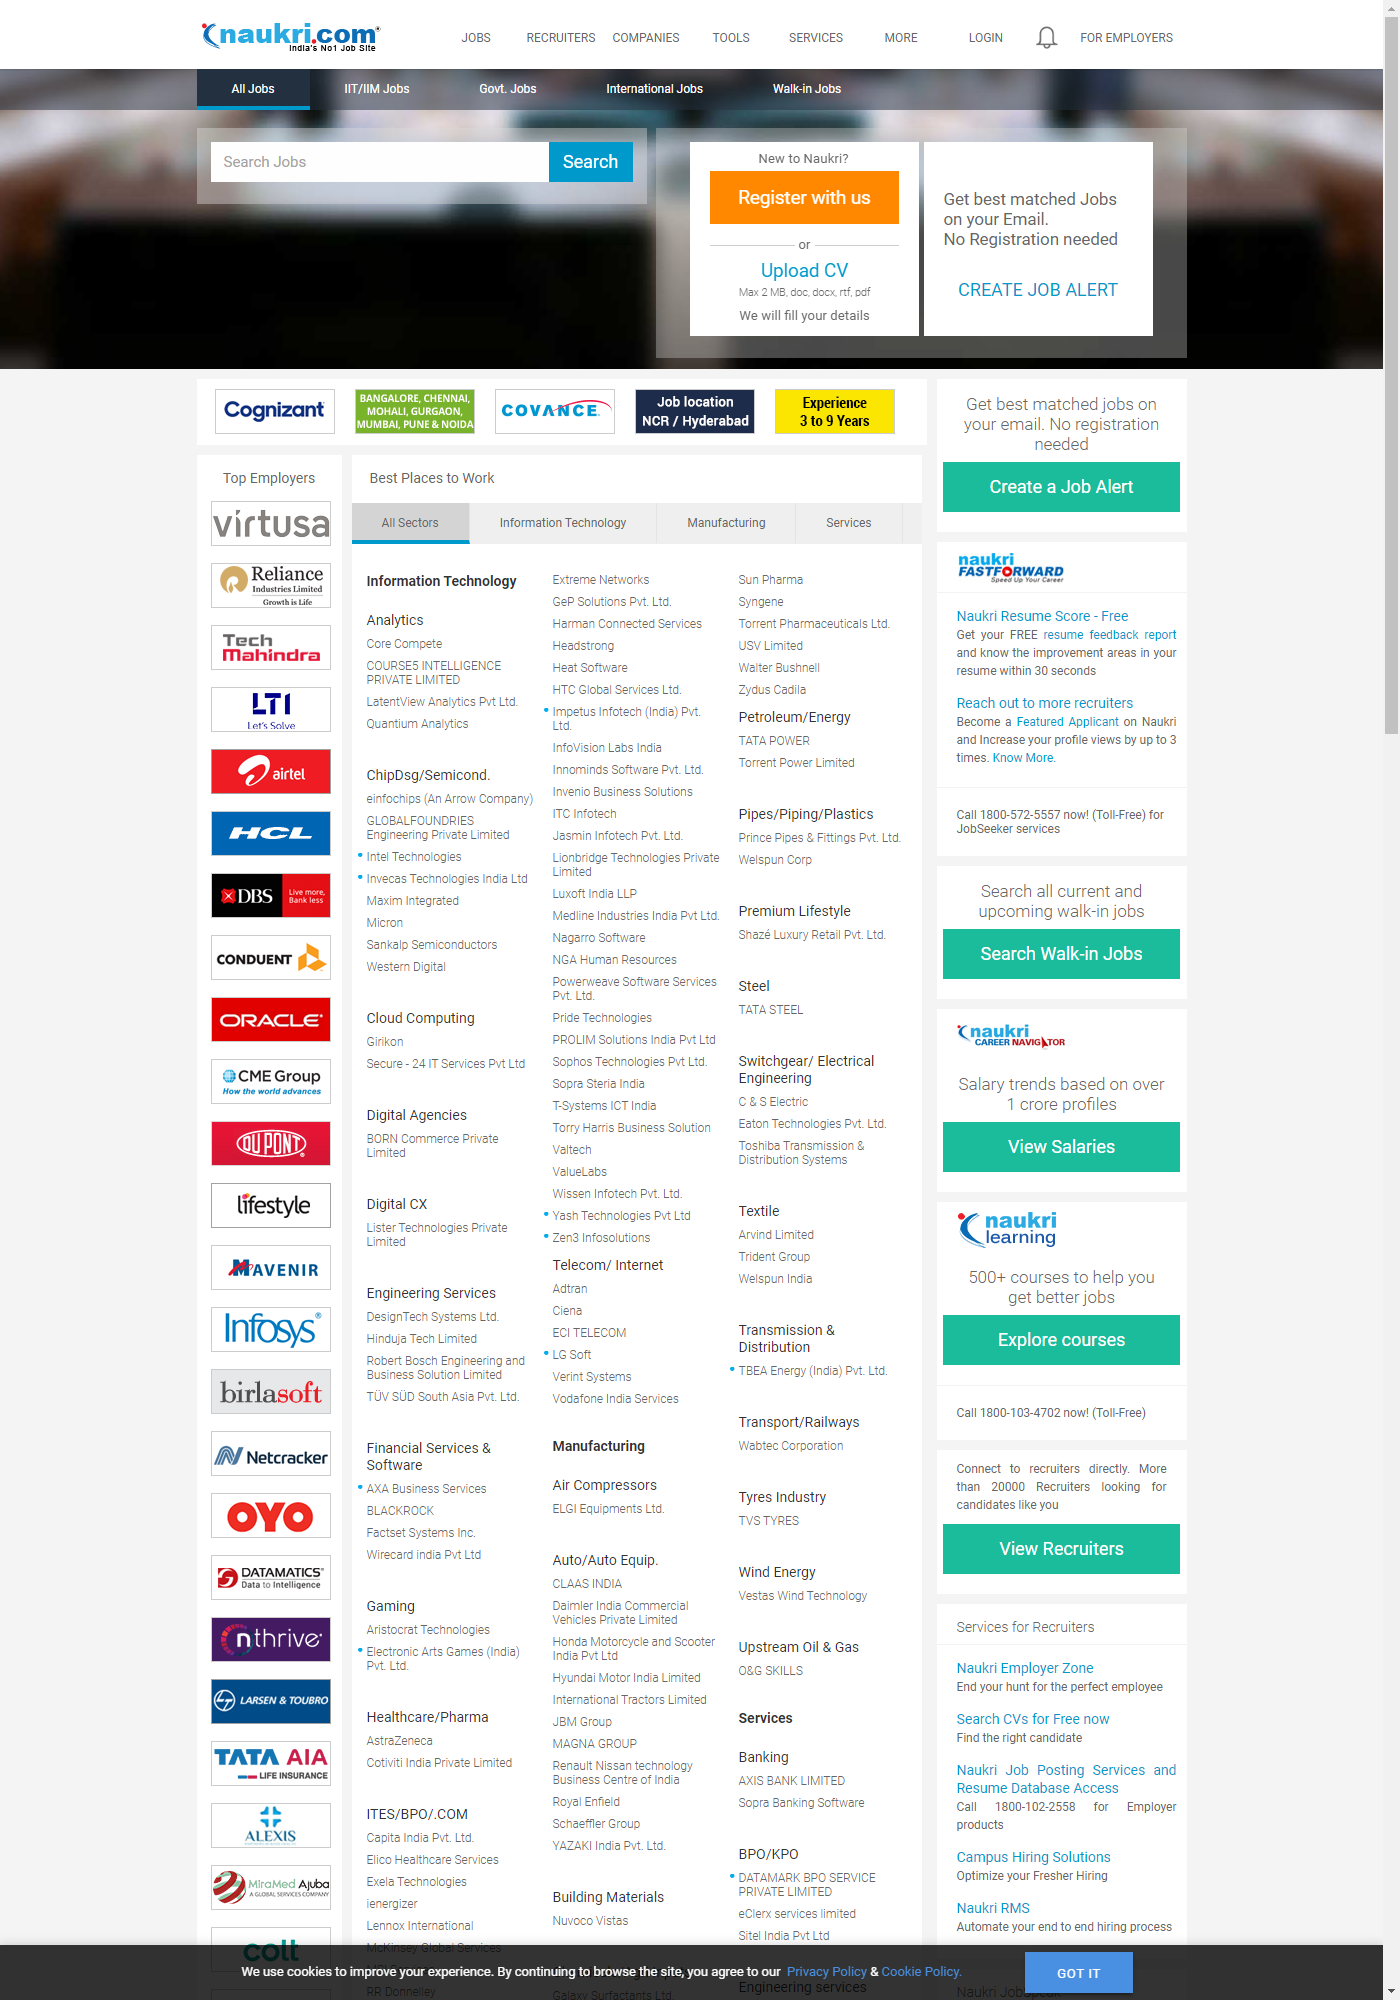 naukri.com
India's No1 Job Site
JOBS
RECRUITERS
COMPANIES
TOOLS
SERVICES
MORE
LOGIN
FOR EMPLOYERS
All Jobs
IIT/IIM Jobs
Govt. Jobs
International Jobs
Walk-in Jobs
Search Jobs
Search
New to Naukri?
Register with us
or
Upload CV
Max 2 MB, doc, docx, rtf, pdf
We will fill your details
Get best matched Jobs
on your Email.
No Registration needed
CREATE JOB ALERT
Cognizant
BANGALORE, CHENNAI,
MOHALI, GURGAON,
MUMBAI, PUNE & NOIDA
COVANCE
Job location
NCR / Hyderabad
Experience
3 to 9 Years
Top Employers
virtusa
Reliance
Industries Limited
Growth is Life
Tech
Mahindra
LTI
Let's Solve
airtel
HCL
DBS
Live more,
Bank less
CONDUENT
ORACLE
CME Group
How the world advances
DU PONT
lifestyle
MAVENIR
Infosys
birlasoft
NETCRACKER
OYO
DATAMATICS
Data to Intelligence
nthrive
LARSEN & TOUBRO
TATA AIA
LIFE INSURANCE
ALEXIS
MiraMed Ajuba
A GLOBAL SERVICES COMPANY
colt
Best Places to Work
All Sectors
Information Technology
Manufacturing
Services
Information Technology
Analytics
Core Compete
COURSE5 INTELLIGENCE
PRIVATE LIMITED
LatentView Analytics Pvt Ltd.
Quantium Analytics
ChipDsg/Semicond.
einfochips (An Arrow Company)
GLOBALFOUNDRIES
Engineering Private Limited
Intel Technologies
Invecas Technologies India Ltd
Maxim Integrated
Micron
Sankalp Semiconductors
Western Digital
Cloud Computing
Girikon
Secure - 24 IT Services Pvt Ltd
Digital Agencies
BORN Commerce Private
Limited
Digital CX
Lister Technologies Private
Limited
Engineering Services
DesignTech Systems Ltd.
Hinduja Tech Limited
Robert Bosch Engineering and
Business Solution Limited
TÜV SÜD South Asia Pvt. Ltd.
Financial Services &
Software
AXA Business Services
BLACKROCK
Factset Systems Inc.
Wirecard india Pvt Ltd
Gaming
Aristocrat Technologies
Electronic Arts Games (India)
Pvt. Ltd.
Healthcare/Pharma
AstraZeneca
Cotiviti India Private Limited
ITES/BPO/.COM
Capita India Pvt. Ltd.
Elico Healthcare Services
Exela Technologies
ienergizer
Lennox International
McKinsey Global Services
RR Donnelley
Extreme Networks
GeP Solutions Pvt. Ltd.
Harman Connected Services
Headstrong
Heat Software
HTC Global Services Ltd.
Impetus Infotech (India) Pvt.
Ltd.
InfoVision Labs India
Innominds Software Pvt. Ltd.
Invenio Business Solutions
ITC Infotech
Jasmin Infotech Pvt. Ltd.
Lionbridge Technologies Private
Limited
Luxoft India LLP
Medline Industries India Pvt Ltd.
Nagarro Software
NGA Human Resources
Powerweave Software Services
Pvt. Ltd.
Pride Technologies
PROLIM Solutions India Pvt Ltd
Sophos Technologies Pvt Ltd.
Sopra Steria India
T-Systems ICT India
Torry Harris Business Solution
Valtech
ValueLabs
Wissen Infotech Pvt. Ltd.
Yash Technologies Pvt Ltd
Zen3 Infosolutions
Telecom/ Internet
Adtran
Ciena
ECI TELECOM
LG Soft
Verint Systems
Vodafone India Services
Manufacturing
Air Compressors
ELGI Equipments Ltd.
Auto/Auto Equip.
CLAAS INDIA
Daimler India Commercial
Vehicles Private Limited
Honda Motorcycle and Scooter
India Pvt Ltd
Hyundai Motor India Limited
International Tractors Limited
JBM Group
MAGNA GROUP
Renault Nissan technology
Business Centre of India
Royal Enfield
Schaeffler Group
YAZAKI India Pvt. Ltd.
Building Materials
Nuvoco Vistas
Galaxy Surfactants Ltd.
Sun Pharma
Syngene
Torrent Pharmaceuticals Ltd.
USV Limited
Walter Bushnell
Zydus Cadila
Petroleum/Energy
TATA POWER
Torrent Power Limited
Pipes/Piping/Plastics
Prince Pipes & Fittings Pvt. Ltd.
Welspun Corp
Premium Lifestyle
Shazé Luxury Retail Pvt. Ltd.
Steel
TATA STEEL
Switchgear/ Electrical
Engineering
C & S Electric
Eaton Technologies Pvt. Ltd.
Toshiba Transmission &
Distribution Systems
Textile
Arvind Limited
Trident Group
Welspun India
Transmission &
Distribution
TBEA Energy (India) Pvt. Ltd.
Transport/Railways
Wabtec Corporation
Tyres Industry
TVS TYRES
Wind Energy
Vestas Wind Technology
Upstream Oil & Gas
O&G SKILLS
Services
Banking
AXIS BANK LIMITED
Sopra Banking Software
BPO/KPO
DATAMARK BPO SERVICE
PRIVATE LIMITED
eClerx services limited
Sitel India Pvt Ltd
Engineering services
Get best matched jobs on
your email. No registration
needed
Create a Job Alert
naukri
FASTFORWARD
Speed Up Your Career
Naukri Resume Score - Free
Get your FREE resume feedback report
and know the improvement areas in your
resume within 30 seconds
Reach out to more recruiters
Become a Featured Applicant on Naukri
and Increase your profile views by up to 3
times. Know More.
Call 1800-572-5557 now! (Toll-Free) for
JobSeeker services
Search all current and
upcoming walk-in jobs
Search Walk-in Jobs
naukri
CAREER NAVIGATOR
Salary trends based on over
1 crore profiles
View Salaries
naukri
learning
500+ courses to help you
get better jobs
Explore courses
Call 1800-103-4702 now! (Toll-Free)
Connect to recruiters directly. More
than 20000 Recruiters looking for
candidates like you
View Recruiters
Services for Recruiters
Naukri Employer Zone
End your hunt for the perfect employee
Search CVs for Free now
Find the right candidate
Naukri Job Posting Services and
Resume Database Access
Call 1800-102-2558 for Employer
products
Campus Hiring Solutions
Optimize your Fresher Hiring
Naukri RMS
Automate your end to end hiring process
Naukri JobSpeak
We use cookies to improve your experience. By continuing to browse the site, you agree to our Privacy Policy & Cookie Policy.
GOT IT